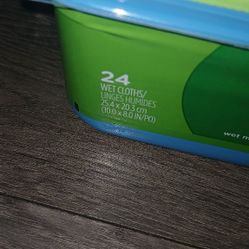 24
WET CLOTHS/
LINGES HUMIDES
25.4 x 20.3 cm
(10.0 x 8.0 IN/PO)
wet m